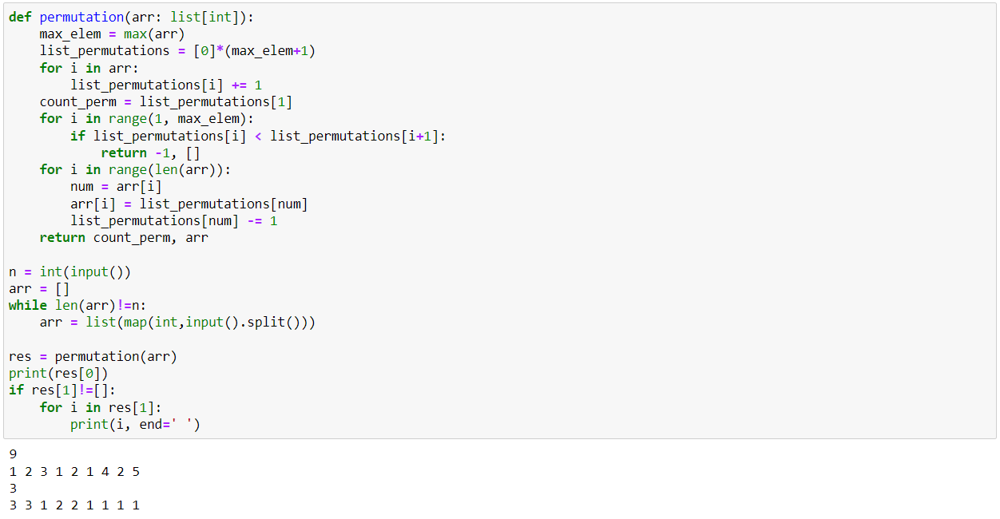 def permutation(arr: list[int]):
    max_elem = max(arr)
    list_permutations = [0]*(max_elem+1)
    for i in arr:
        list_permutations[i] += 1
    count_perm = list_permutations[1]
    for i in range(1, max_elem):
        if list_permutations[i] < list_permutations[i+1]:
            return -1, []
    for i in range(len(arr)):
        num = arr[i]
        arr[i] = list_permutations[num]
        list_permutations[num] -= 1
    return count_perm, arr

n = int(input())
arr = []
while len(arr)!=n:
    arr = list(map(int,input().split()))

res = permutation(arr)
print(res[0])
if res[1]!=[]:
    for i in res[1]:
        print(i, end=' ')
9
1 2 3 1 2 1 4 2 5
3
3 3 1 2 2 1 1 1 1